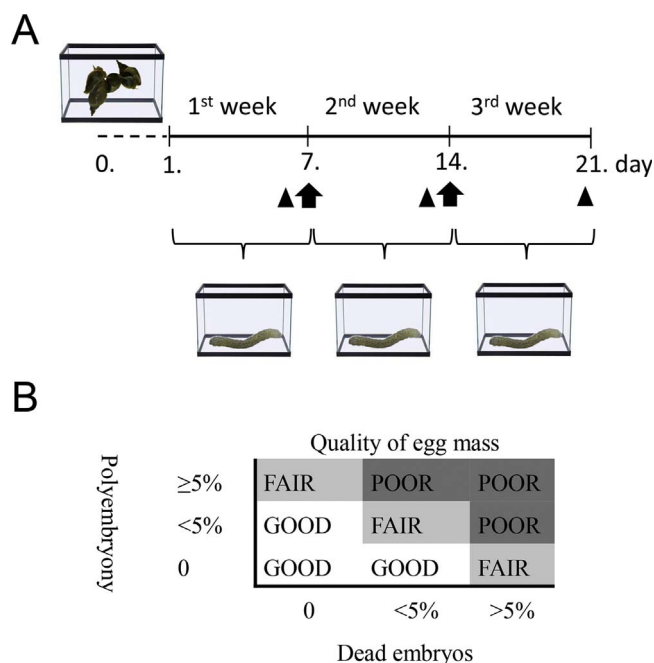 A
1st week 2nd week 3rd week
0. 1. 7. 14. 21. day
B
Quality of egg mass
Polyembryony
≥5% FAIR POOR POOR
<5% GOOD FAIR POOR
0 GOOD GOOD FAIR
0 <5% >5%
Dead embryos